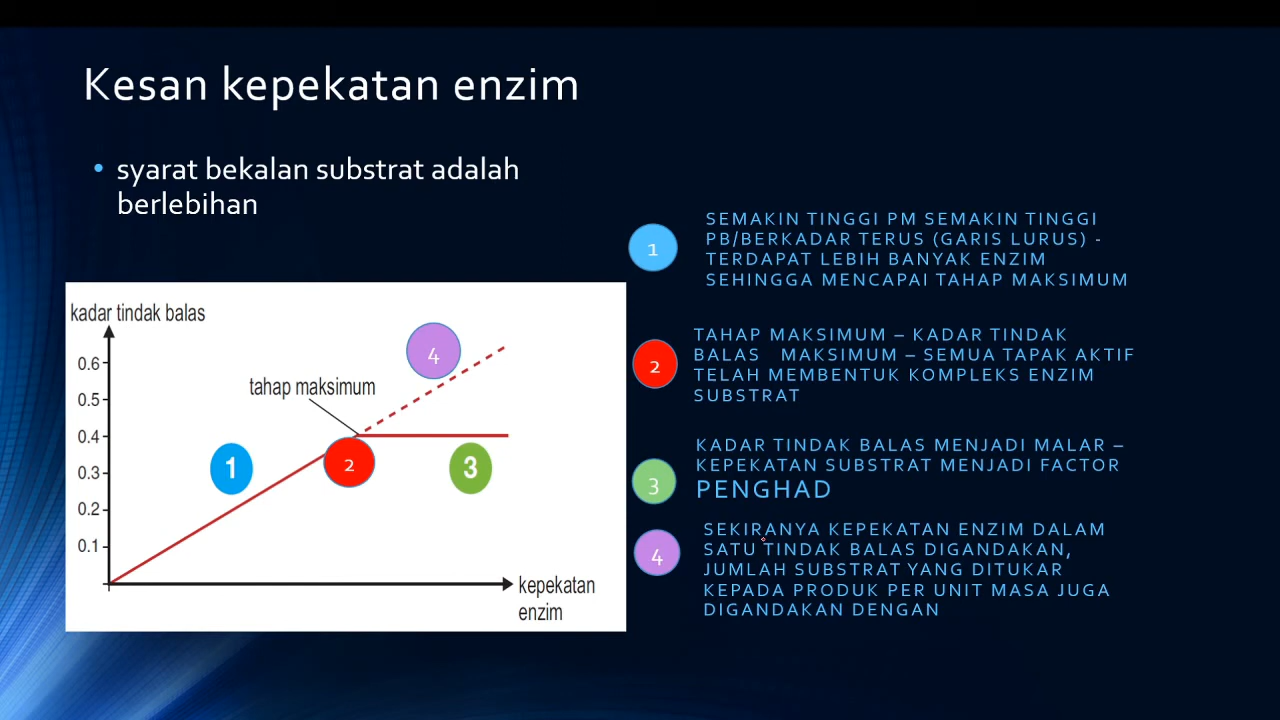 Kesan kepekatan enzim
• syarat bekalan substrat adalah
berlebihan
1
SEMAKIN TINGGI PM SEMAKIN TINGGI
PB/BERKADAR TERUS (GARIS LURUS) -
TERDAPAT LEBIH BANYAK ENZIM
SEHINGGA MENCAPAI TAHAP MAKSIMUM
2
TAHAP MAKSIMUM – KADAR TINDAK
BALAS MAKSIMUM – SEMUA TAPAK AKTIF
TELAH MEMBENTUK KOMPLEKS ENZIM
SUBSTRAT
3
KADAR TINDAK BALAS MENJADI MALAR –
KEPEKATAN SUBSTRAT MENJADI FACTOR
PENGHAD
4
SEKIRANYA KEPEKATAN ENZIM DALAM
SATU TINDAK BALAS DIGANDAKAN,
JUMLAH SUBSTRAT YANG DITUKAR
KEPADA PRODUK PER UNIT MASA JUGA
DIGANDAKAN DENGAN
kadar tindak balas
4
0.6
tahap maksimum
0.5
0.4
1
2
3
0.3
0.2
0.1
kepekatan
enzim